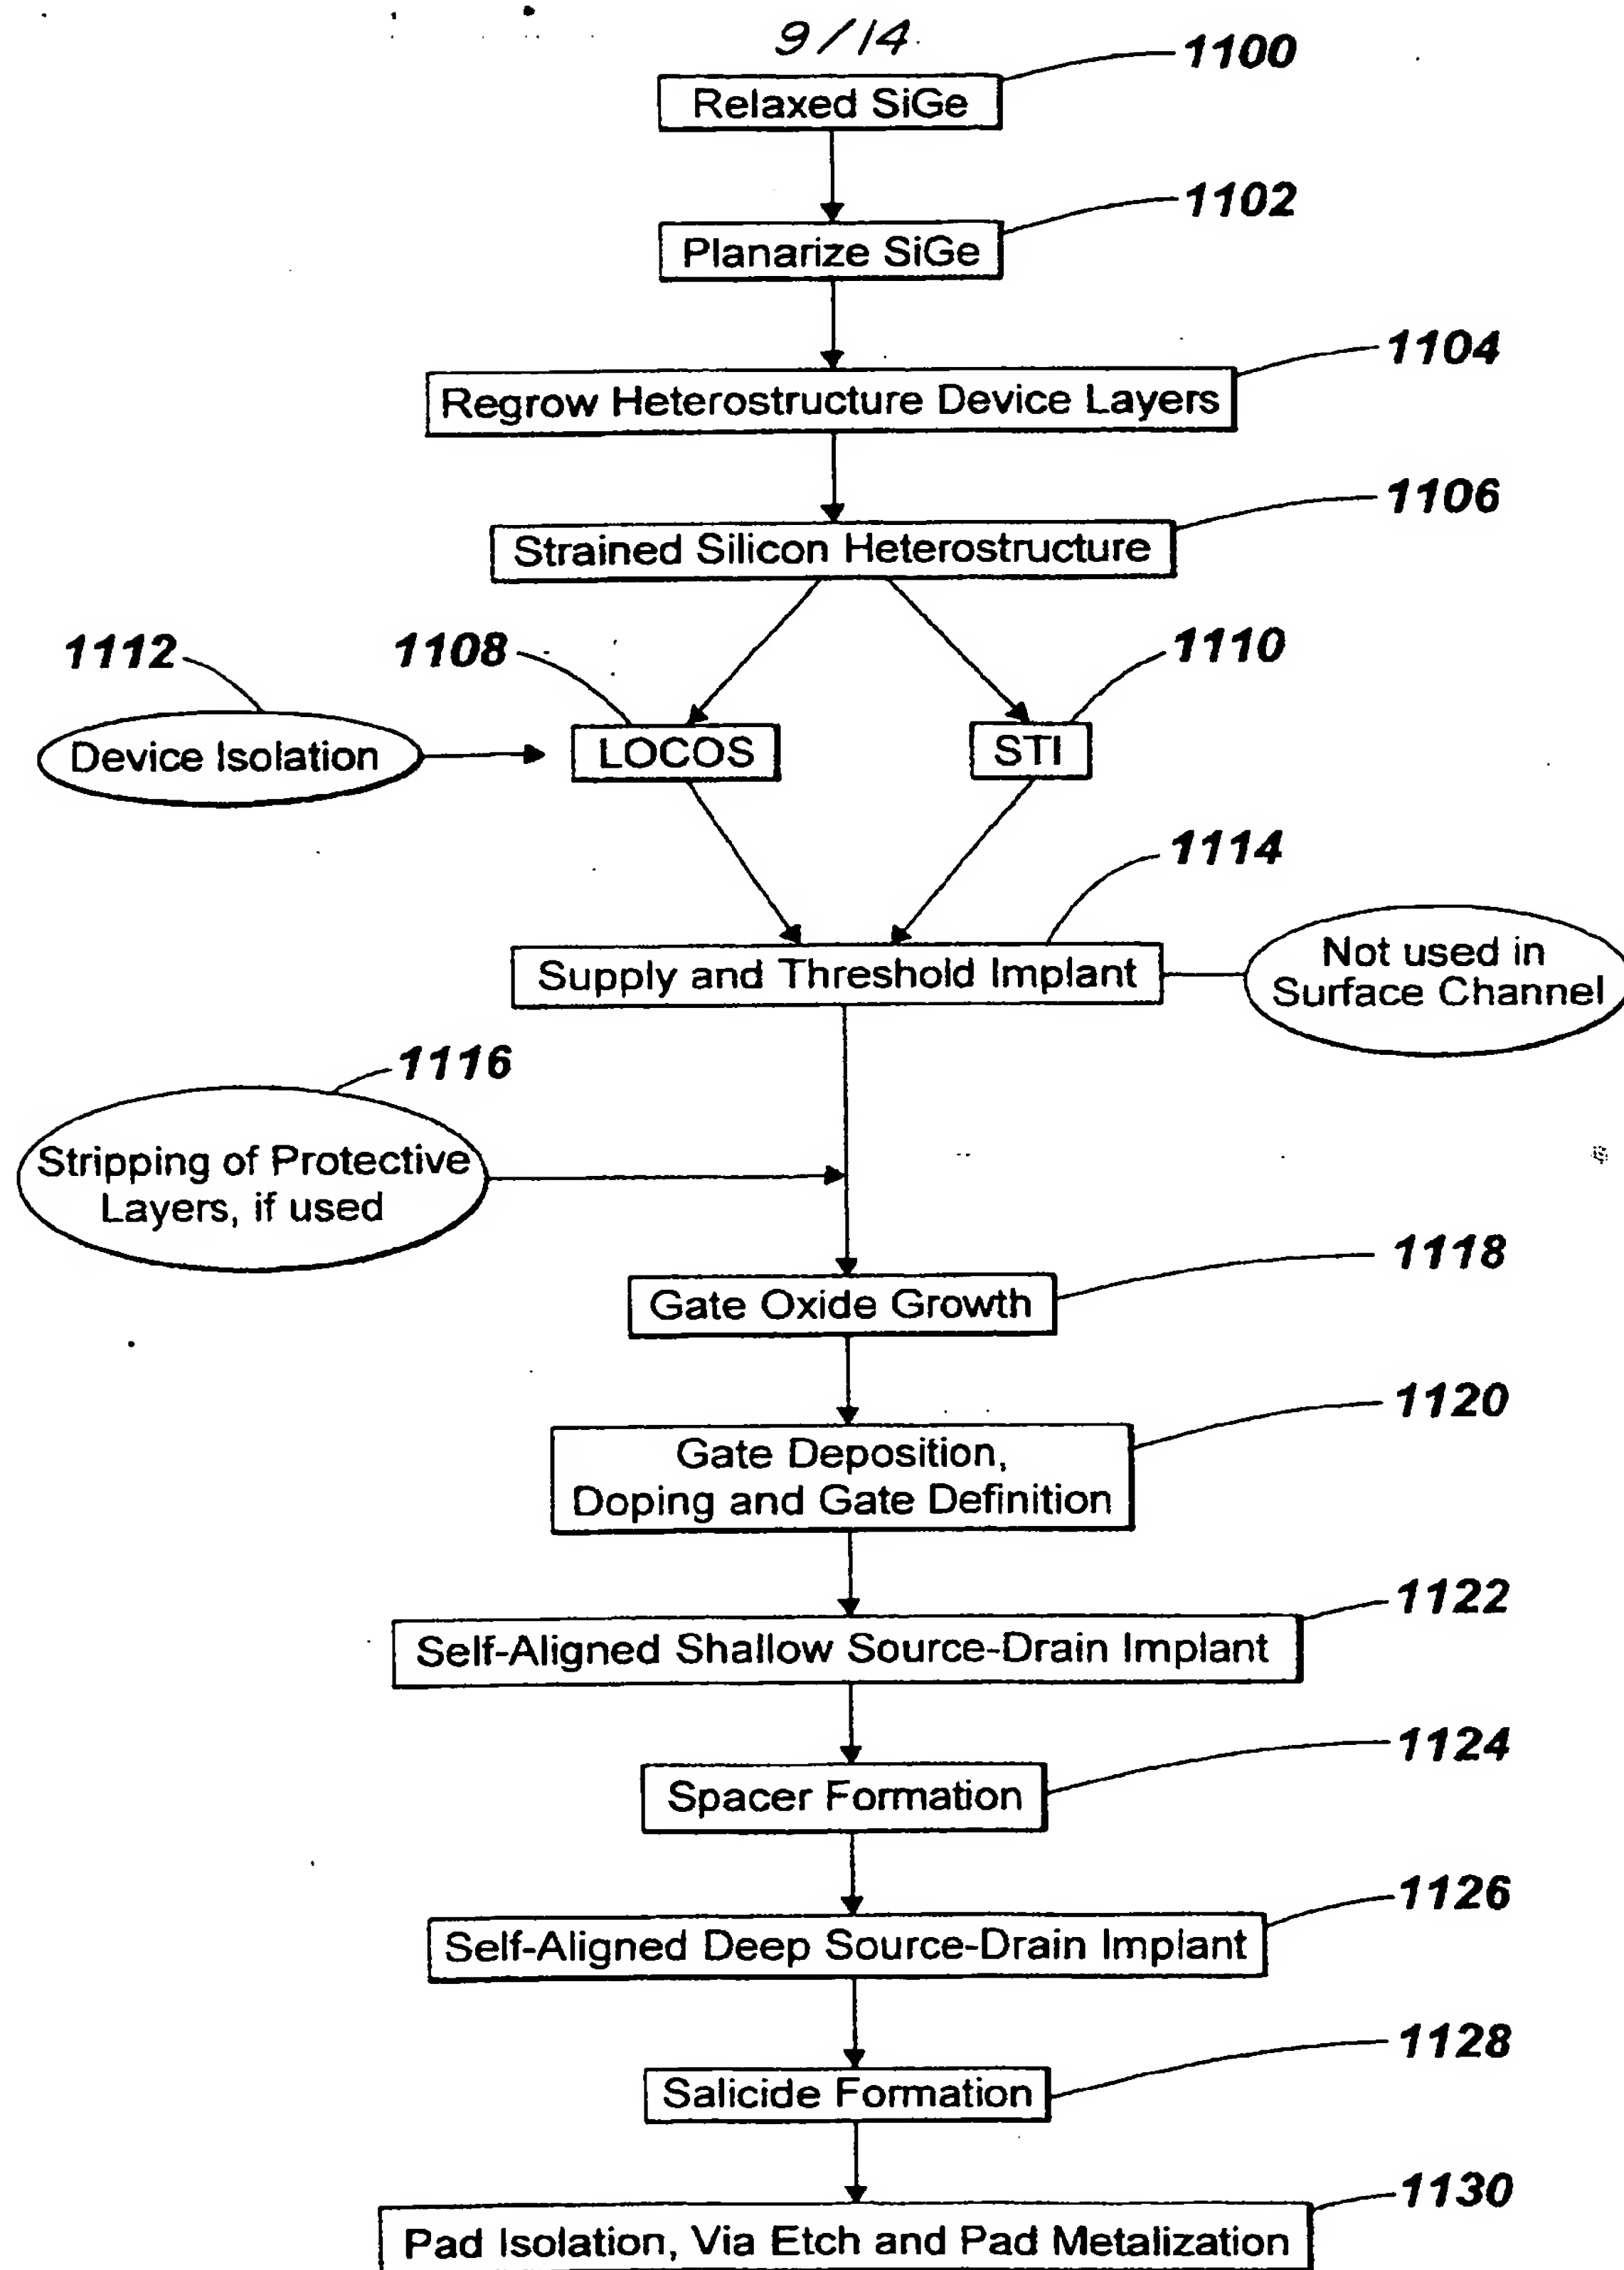 9/14
1100
Relaxed SiGe
1102
Planarize SiGe
1104
Regrow Heterostructure Device Layers
1106
Strained Silicon Heterostructure
1112
1108
1110
Device Isolation
LOCOS
STI
1114
Supply and Threshold Implant
Not used in
Surface Channel
1116
Stripping of Protective
Layers, if used
1118
Gate Oxide Growth
1120
Gate Deposition,
Doping and Gate Definition
1122
Self-Aligned Shallow Source-Drain Implant
1124
Spacer Formation
1126
Self-Aligned Deep Source-Drain Implant
1128
Salicide Formation
1130
Pad Isolation, Via Etch and Pad Metalization